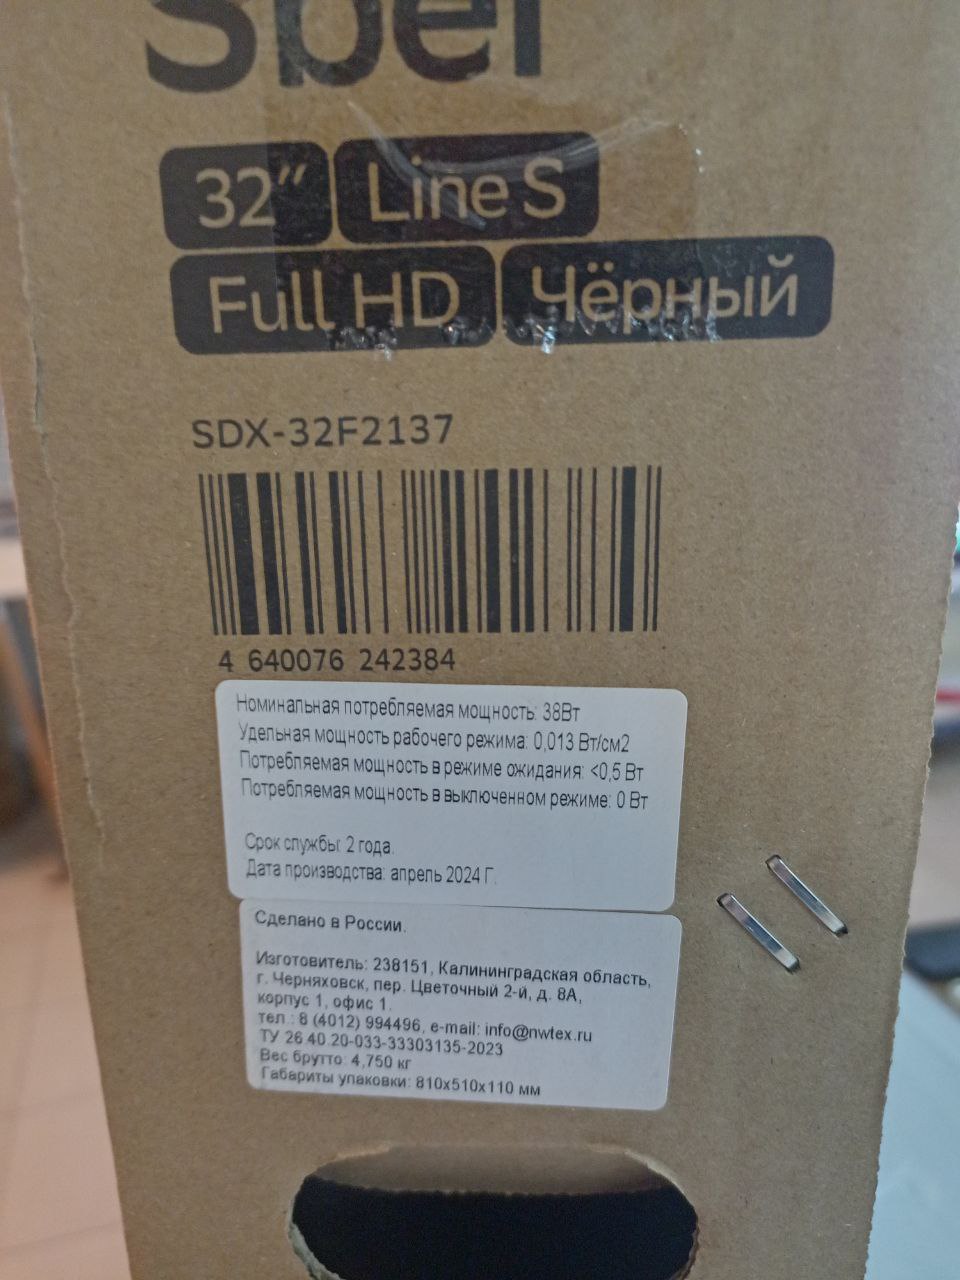 Sber
32″ Line S
Full HD Чёрный
SDX-32F2137
4 640076 242384
Номинальная потребляемая мощность: 38Вт
Удельная мощность рабочего режима: 0,013 Вт/см2
Потребляемая мощность в режиме ожидания: <0,5 Вт
Потребляемая мощность в выключенном режиме: 0 Вт
Срок службы: 2 года.
Дата производства: апрель 2024 Г.
Сделано в России.
Изготовитель: 238151, Калининградская область,
г. Черняховск, пер. Цветочный 2-й, д. 8А,
корпус 1, офис 1.
тел.: 8 (4012) 994496, e-mail: info@nwtex.ru
ТУ 26.40.20-033-33303135-2023
Вес брутто: 4,750 кг
Габариты упаковки: 810x510x110 мм